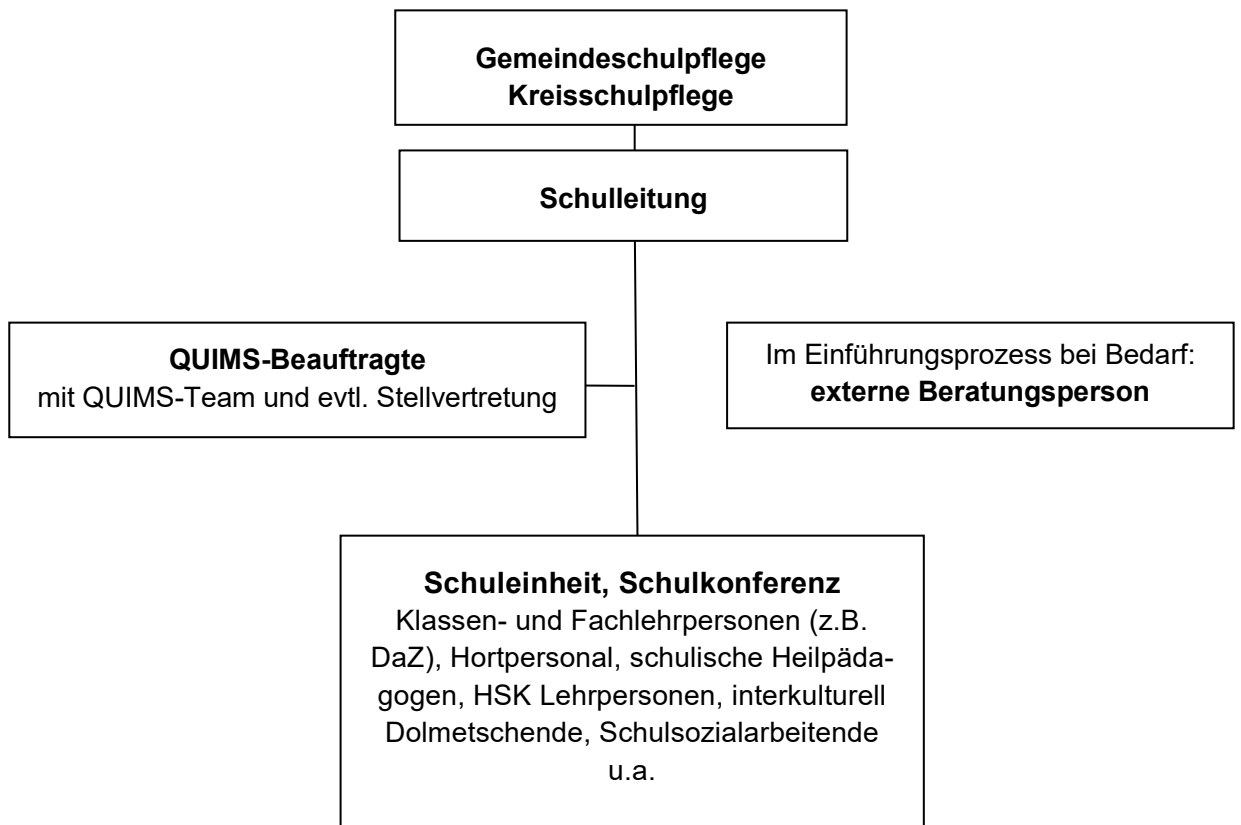 Gemeindeschulpflege
Kreisschulpflege
Schulleitung
QUIMS-Beauftragte
mit QUIMS-Team und evtl. Stellvertretung
Im Einführungsprozess bei Bedarf:
externe Beratungsperson
Schuleinheit, Schulkonferenz
Klassen- und Fachlehrpersonen (z.B.
DaZ), Hortpersonal, schulische Heilpäda-
gogen, HSK Lehrpersonen, interkulturell
Dolmetschende, Schulsozialarbeitende
u.a.